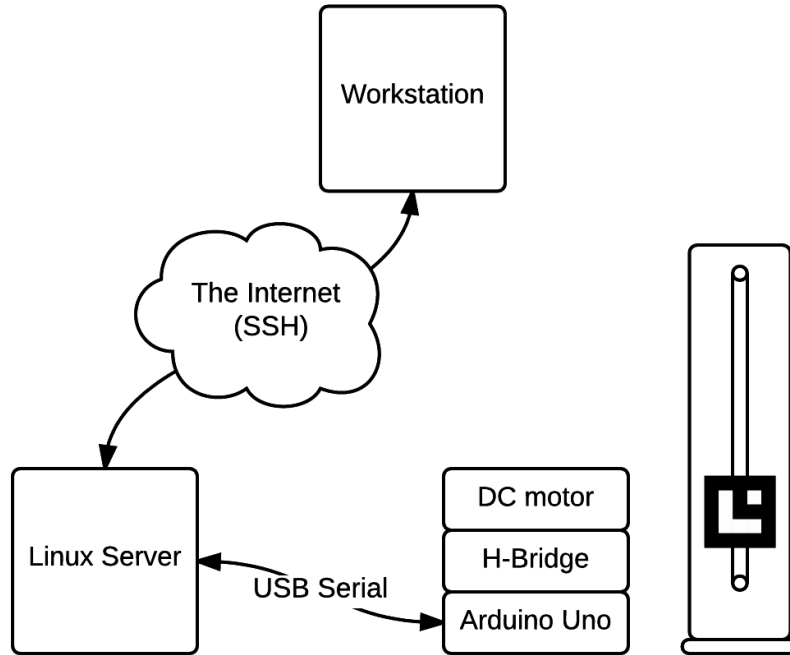 Workstation
The Internet
(SSH)
DC motor
Linux Server
H-Bridge
USB Serial
Arduino Uno